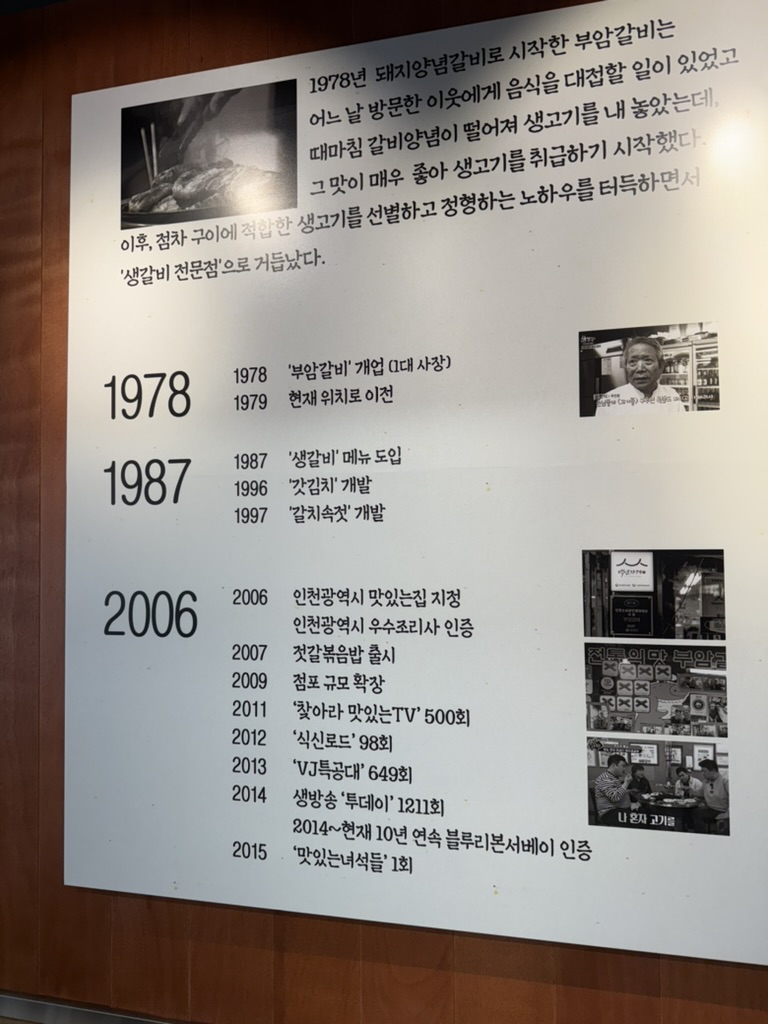 1978년 돼지양념갈비로 시작한 부암갈비는
어느 날 방문한 이웃에게 음식을 대접할 일이 있었고
때마침 갈비양념이 떨어져 생고기를 내 놓았는데,
그 맛이 매우 좋아 생고기를 취급하기 시작했다.
이후, 점차 구이에 적합한 생고기를 선별하고 정형하는 노하우를 터득하면서
'생갈비 전문점'으로 거듭났다.
1978
1978 '부암갈비' 개업 (1대 사장)
1979 현재 위치로 이전
1987
1987 '생갈비' 메뉴 도입
1996 '갓김치' 개발
1997 '갈치속젓' 개발
2006
2006 인천광역시 맛있는집 지정
인천광역시 우수조리사 인증
2007 젓갈볶음밥 출시
2009 점포 규모 확장
2011 '찾아라 맛있는TV' 500회
2012 '식신로드' 98회
2013 'VJ특공대' 649회
2014 생방송 '투데이' 1211회
2014~현재 10년 연속 블루리본서베이 인증
2015 '맛있는녀석들' 1회
전통의맛 부암갈
나 혼자 고기를